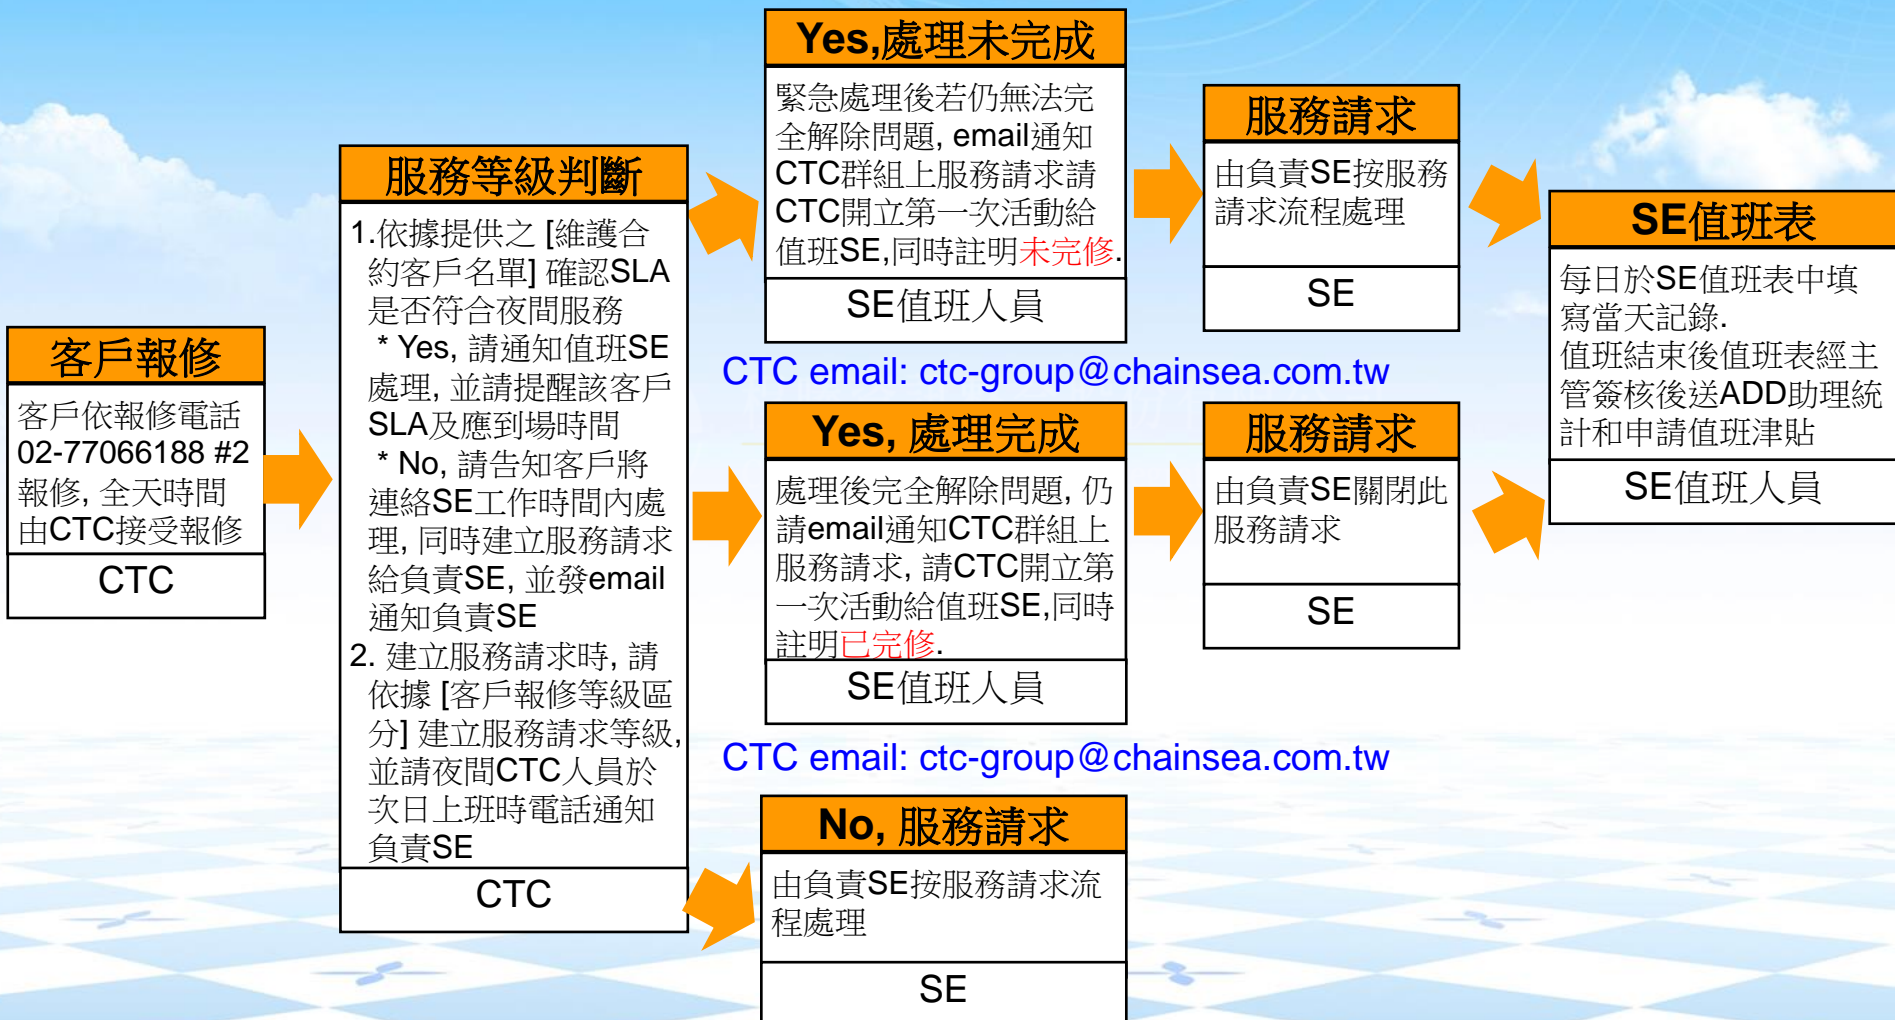 客戶報修
客戶依報修電話
02-77066188 #2
報修, 全天時間
由CTC接受報修
CTC
服務等級判斷
1.依據提供之 [維護合
約客戶名單] 確認SLA
是否符合夜間服務
* Yes, 請通知值班SE
處理, 並請提醒該客戶
SLA及應到場時間
* No, 請告知客戶將
連絡SE工作時間內處
理, 同時建立服務請求
給負責SE, 並發email
通知負責SE
2. 建立服務請求時, 請
依據 [客戶報修等級區
分] 建立服務請求等級,
並請夜間CTC人員於
次日上班時電話通知
負責SE
CTC
Yes,處理未完成
緊急處理後若仍無法完
全解除問題, email通知
CTC群組上服務請求請
CTC開立第一次活動給
值班SE,同時註明未完修.
SE值班人員
服務請求
由負責SE按服務
請求流程處理
SE
CTC email: ctc-group@chainsea.com.tw
Yes, 處理完成
處理後完全解除問題, 仍
請email通知CTC群組上
服務請求, 請CTC開立第
一次活動給值班SE,同時
註明已完修.
SE值班人員
服務請求
由負責SE關閉此
服務請求
SE
CTC email: ctc-group@chainsea.com.tw
No, 服務請求
由負責SE按服務請求流
程處理
SE
SE值班表
每日於SE值班表中填
寫當天記錄.
值班結束後值班表經主
管簽核後送ADD助理統
計和申請值班津貼
SE值班人員